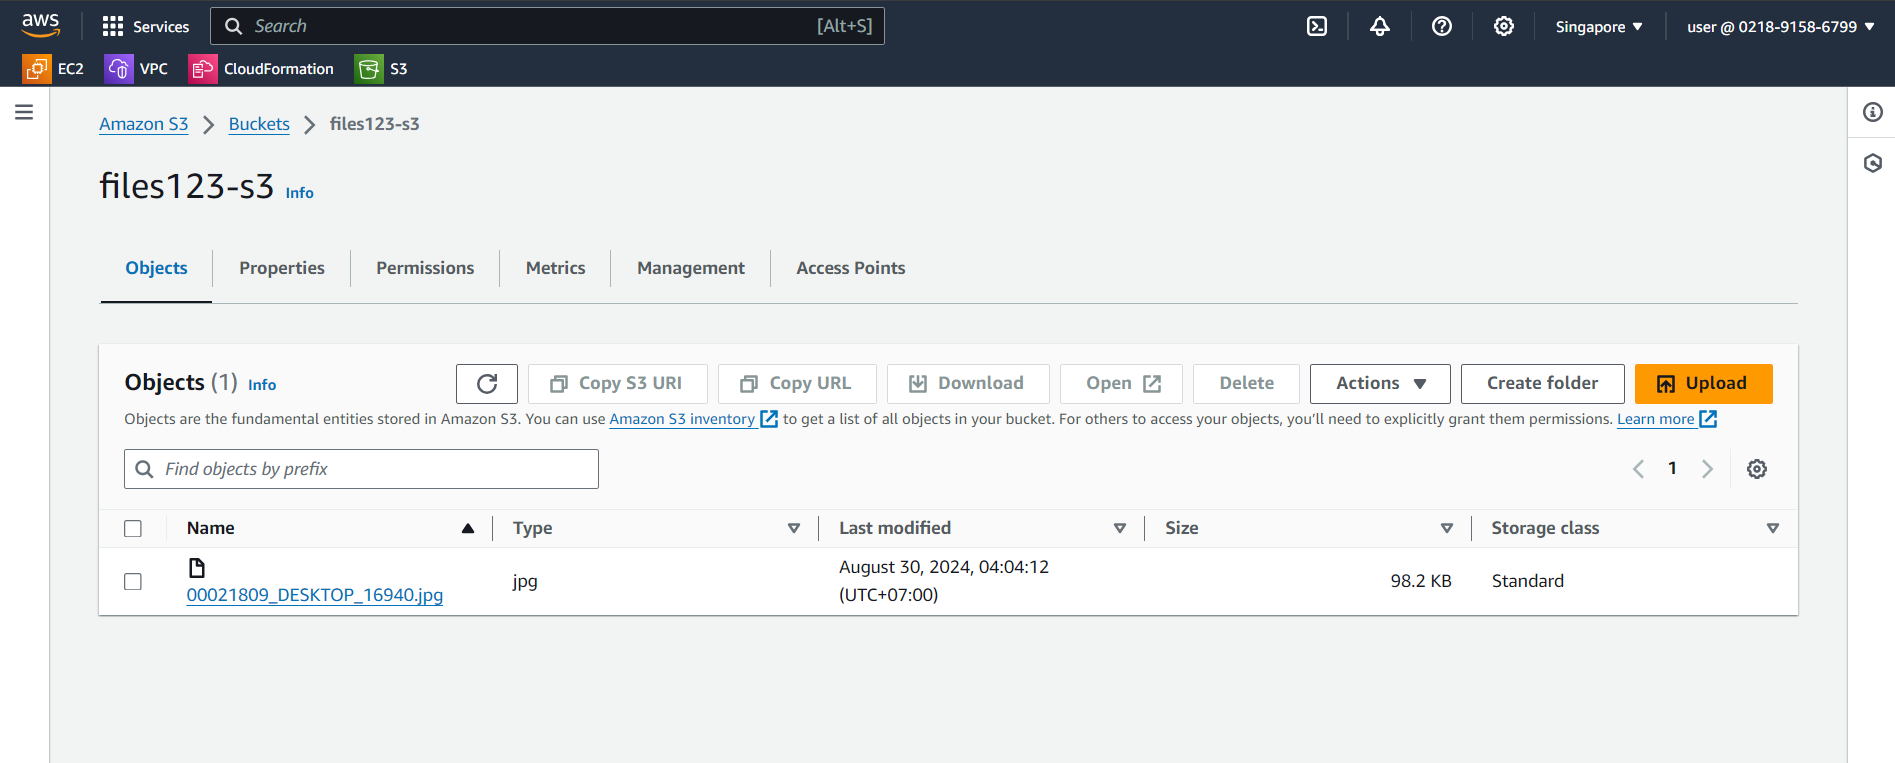 aws
Services
Search
[Alt+S]
Singapore
user @ 0218-9158-6799
EC2
VPC
CloudFormation
S3
Amazon S3
Buckets
files123-s3
files123-s3
Info
Objects
Properties
Permissions
Metrics
Management
Access Points
Objects (1)
Info
Copy S3 URI
Copy URL
Download
Open
Delete
Actions
Create folder
Upload
Objects are the fundamental entities stored in Amazon S3. You can use Amazon S3 inventory to get a list of all objects in your bucket. For others to access your objects, you’ll need to explicitly grant them permissions. Learn more
Find objects by prefix
1
Name
Type
Last modified
Size
Storage class
00021809_DESKTOP_16940.jpg
jpg
August 30, 2024, 04:04:12
(UTC+07:00)
98.2 KB
Standard